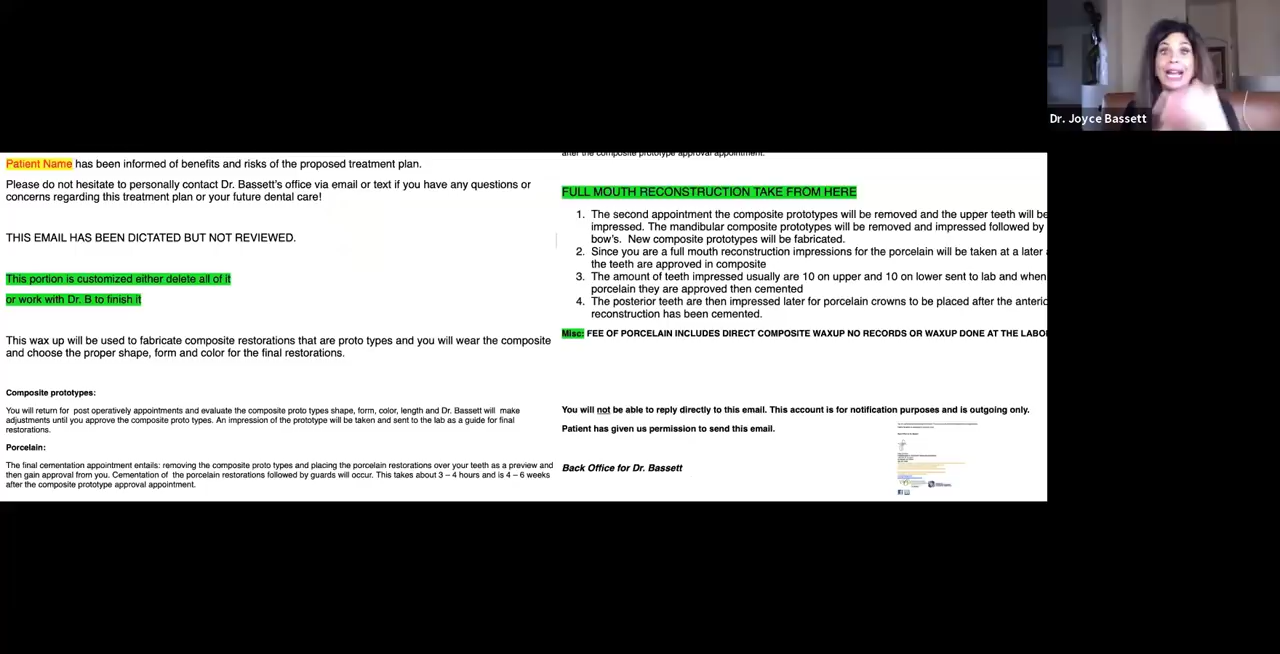 Dr. Joyce Bassett
Patient Name has been informed of benefits and risks of the proposed treatment plan.
Please do not hesitate to personally contact Dr. Bassett's office via email or text if you have any questions or
concerns regarding this treatment plan or your future dental care!
THIS EMAIL HAS BEEN DICTATED BUT NOT REVIEWED.
This portion is customized either delete all of it
or work with Dr. B to finish it
This wax up will be used to fabricate composite restorations that are proto types and you will wear the composite
and choose the proper shape, form and color for the final restorations.
Composite prototypes:
You will return for post operatively appointments and evaluate the composite proto types shape, form, color, length and Dr. Bassett will make
adjustments until you approve the composite proto types. An impression of the prototype will be taken and sent to the lab as a guide for final
restorations.
Porcelain:
The final cementation appointment entails: removing the composite proto types and placing the porcelain restorations over your teeth as a preview and
then gain approval from you. Cementation of the porcelain restorations followed by guards will occur. This takes about 3 – 4 hours and is 4 – 6 weeks
after the composite prototype approval appointment.
after the composite prototype approval appointment.
FULL MOUTH RECONSTRUCTION TAKE FROM HERE
1. The second appointment the composite prototypes will be removed and the upper teeth will be
impressed. The mandibular composite prototypes will be removed and impressed followed by
bow's. New composite prototypes will be fabricated.
2. Since you are a full mouth reconstruction impressions for the porcelain will be taken at a later
the teeth are approved in composite
3. The amount of teeth impressed usually are 10 on upper and 10 on lower sent to lab and when
porcelain they are approved then cemented
4. The posterior teeth are then impressed later for porcelain crowns to be placed after the anterio
reconstruction has been cemented.
Misc: FEE OF PORCELAIN INCLUDES DIRECT COMPOSITE WAXUP NO RECORDS OR WAXUP DONE AT THE LABO
You will not be able to reply directly to this email. This account is for notification purposes and is outgoing only.
Patient has given us permission to send this email.
Back Office for Dr. Bassett